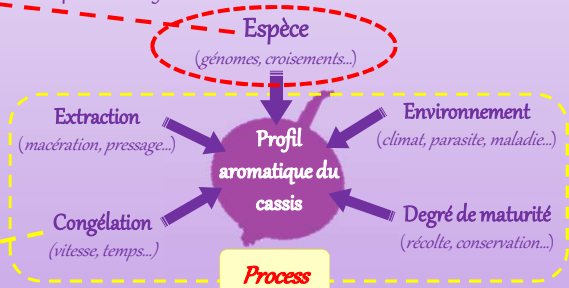 Espèce
(génomes, croisements...)
Extraction
(macération, pressage...)
Environnement
(climat, parasite, maladie...)
Profil
aromatique du
cassis
Congélation
(vitesse, temps...)
Degré de maturité
(récolte, conservation...)
Process